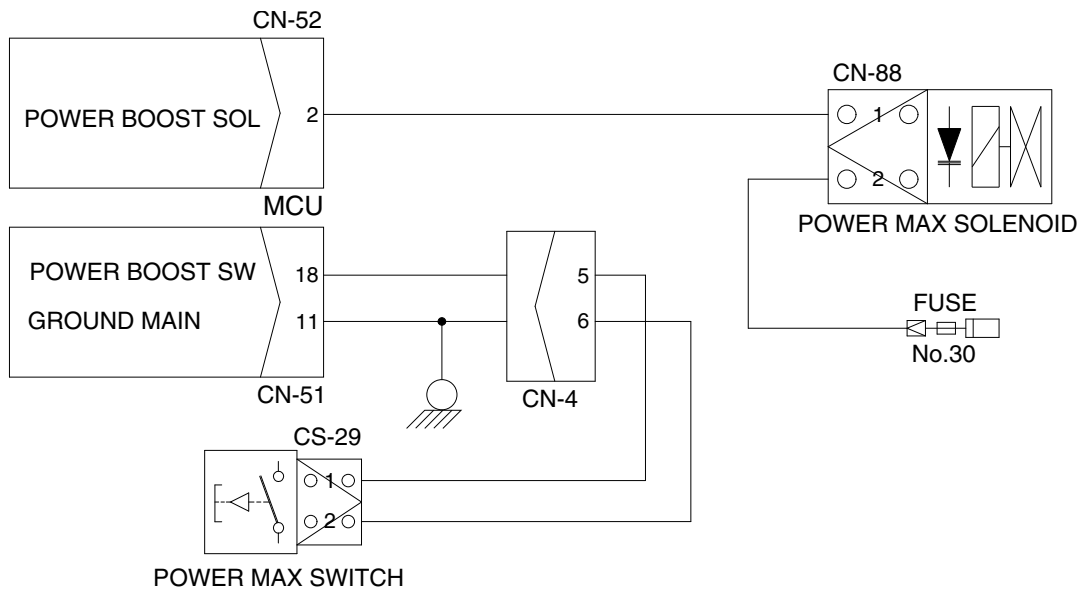 CN-52
POWER BOOST SOL 2
MCU
CN-88
1
2
POWER MAX SOLENOID
POWER BOOST SW 18
GROUND MAIN 11
CN-51
5
6
CN-4
FUSE
No.30
CS-29
1
2
POWER MAX SWITCH